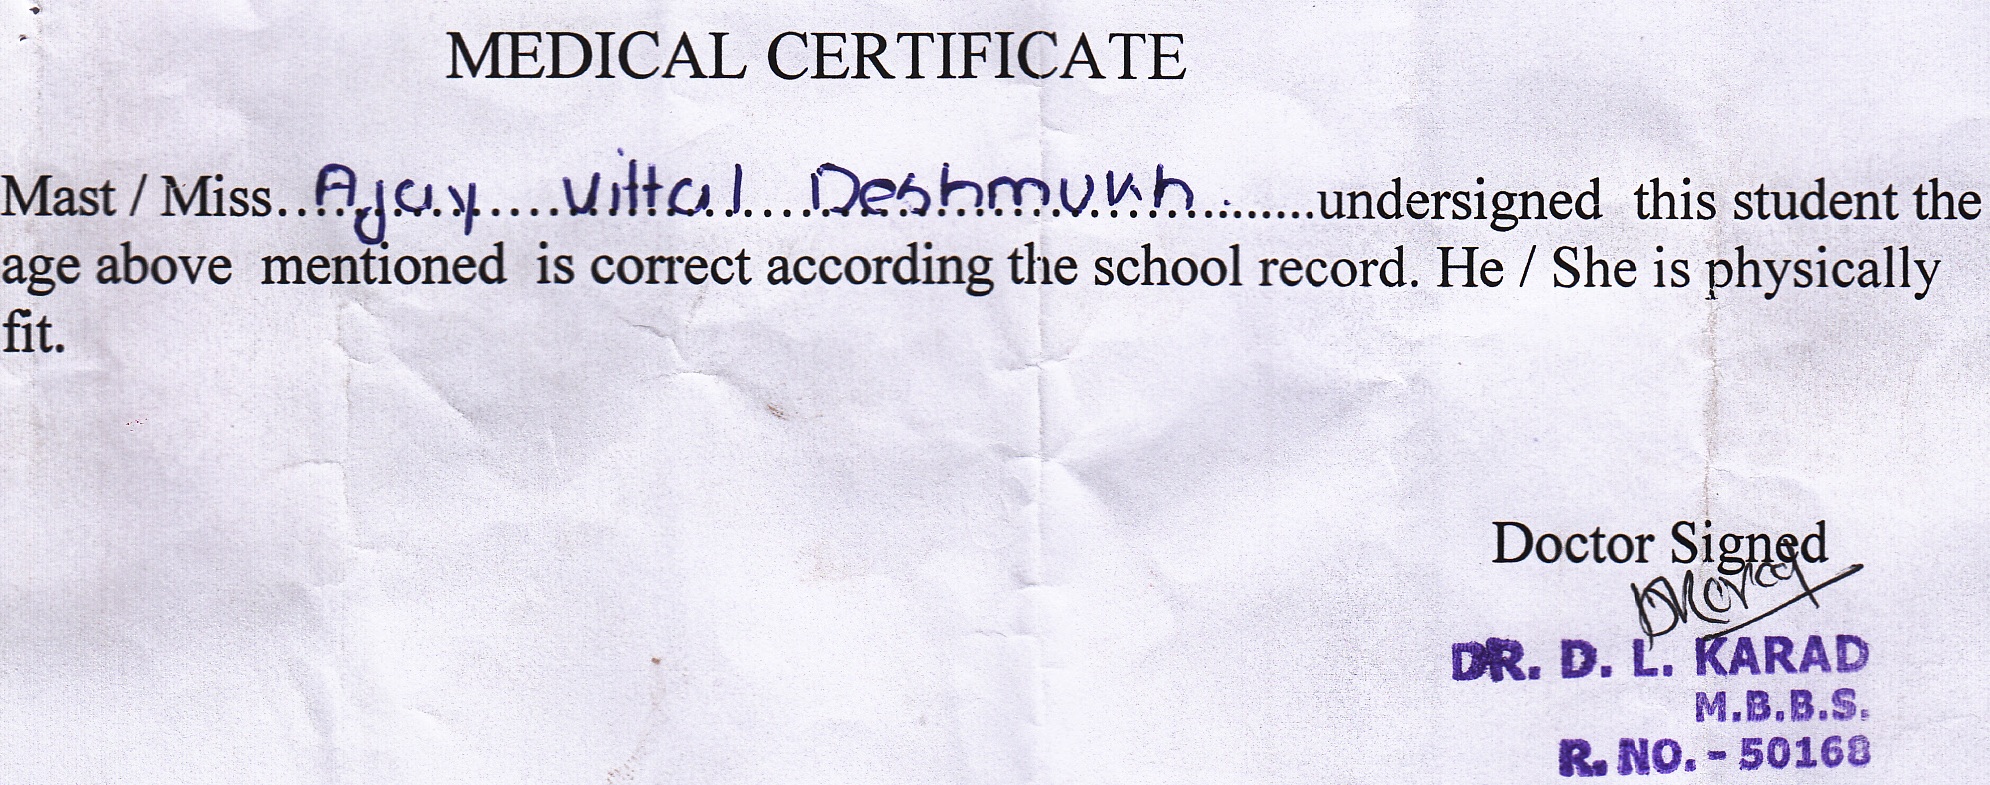 MEDICAL CERTIFICATE
Mast / Miss..Ajay....Vittal....Deshmukh.........undersigned this student the
age above mentioned is correct according the school record. He / She is physically
fit.
Doctor Signed
DR. D. L. KARAD
M.B.B.S.
R. NO. - 50168